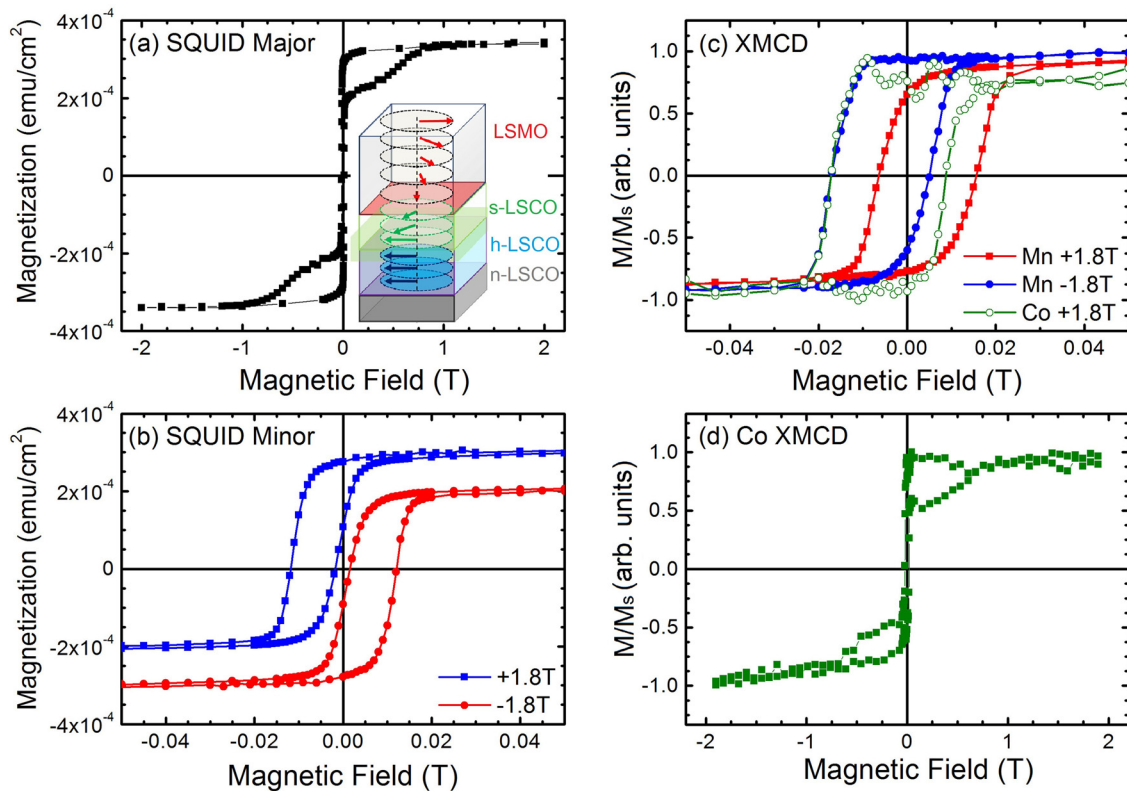 (a) SQUID Major
4x10⁻⁴
2x10⁻⁴
0
-2x10⁻⁴
-4x10⁻⁴
Magnetization (emu/cm²)
-2 -1 0 1 2
Magnetic Field (T)
LSMO
s-LSCO
h-LSCO
n-LSCO
(c) XMCD
1.0
0.5
0.0
-0.5
-1.0
M/Mₛ (arb. units)
-0.04 -0.02 0.00 0.02 0.04
Magnetic Field (T)
Mn +1.8T
Mn -1.8T
Co +1.8T
(b) SQUID Minor
4x10⁻⁴
2x10⁻⁴
0
-2x10⁻⁴
-4x10⁻⁴
Magnetization (emu/cm²)
-0.04 -0.02 0.00 0.02 0.04
Magnetic Field (T)
+1.8T
-1.8T
(d) Co XMCD
1.0
0.5
0.0
-0.5
-1.0
M/Mₛ (arb. units)
-2 -1 0 1 2
Magnetic Field (T)